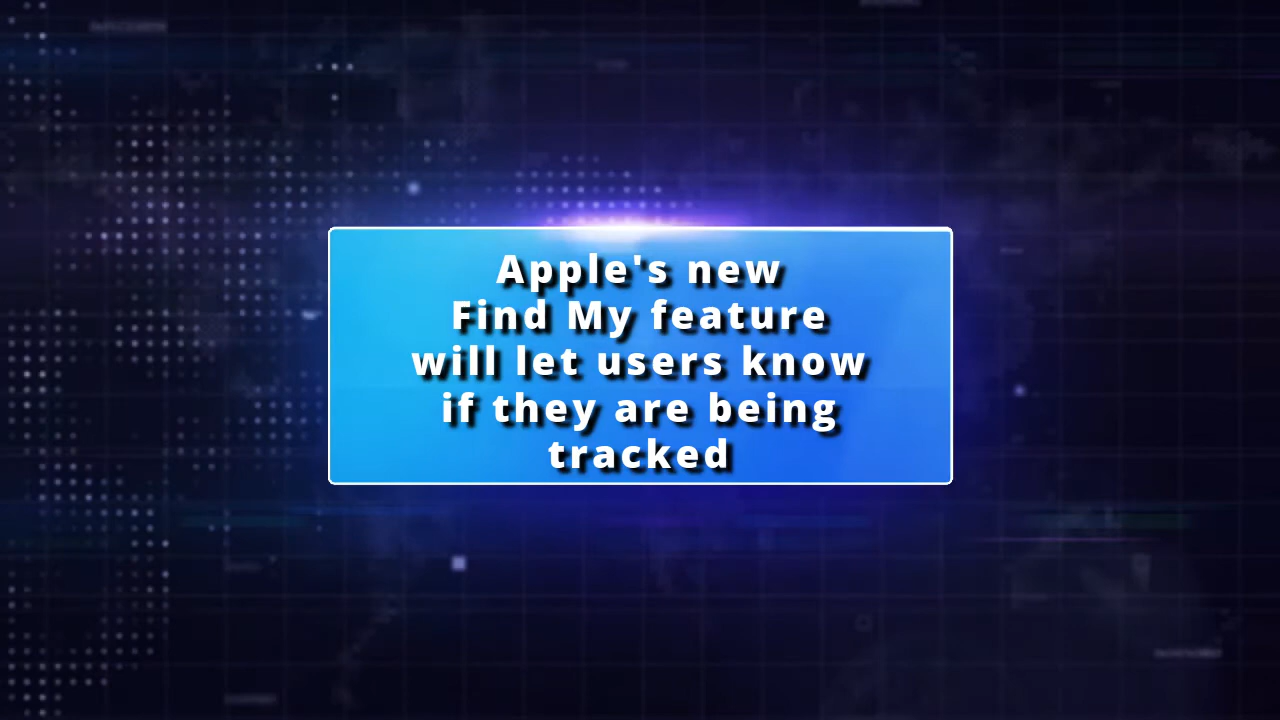 Apple's new
Find My feature
will let users know
if they are being
tracked